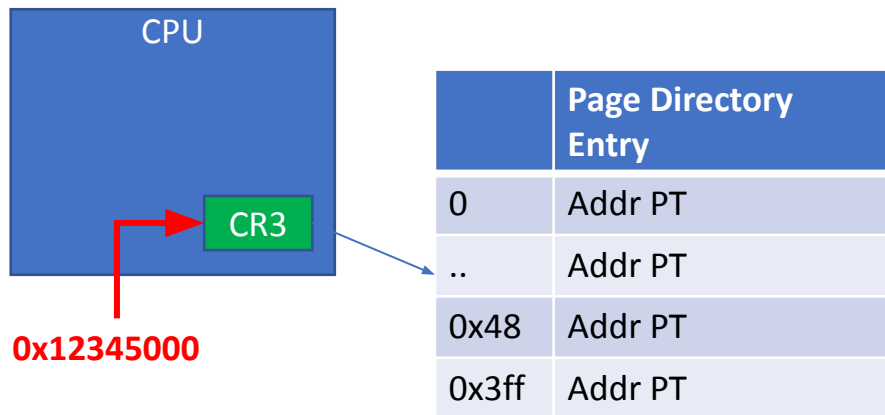 CPU
CR3
0x12345000
Page Directory
Entry
0 Addr PT
.. Addr PT
0x48 Addr PT
0x3ff Addr PT